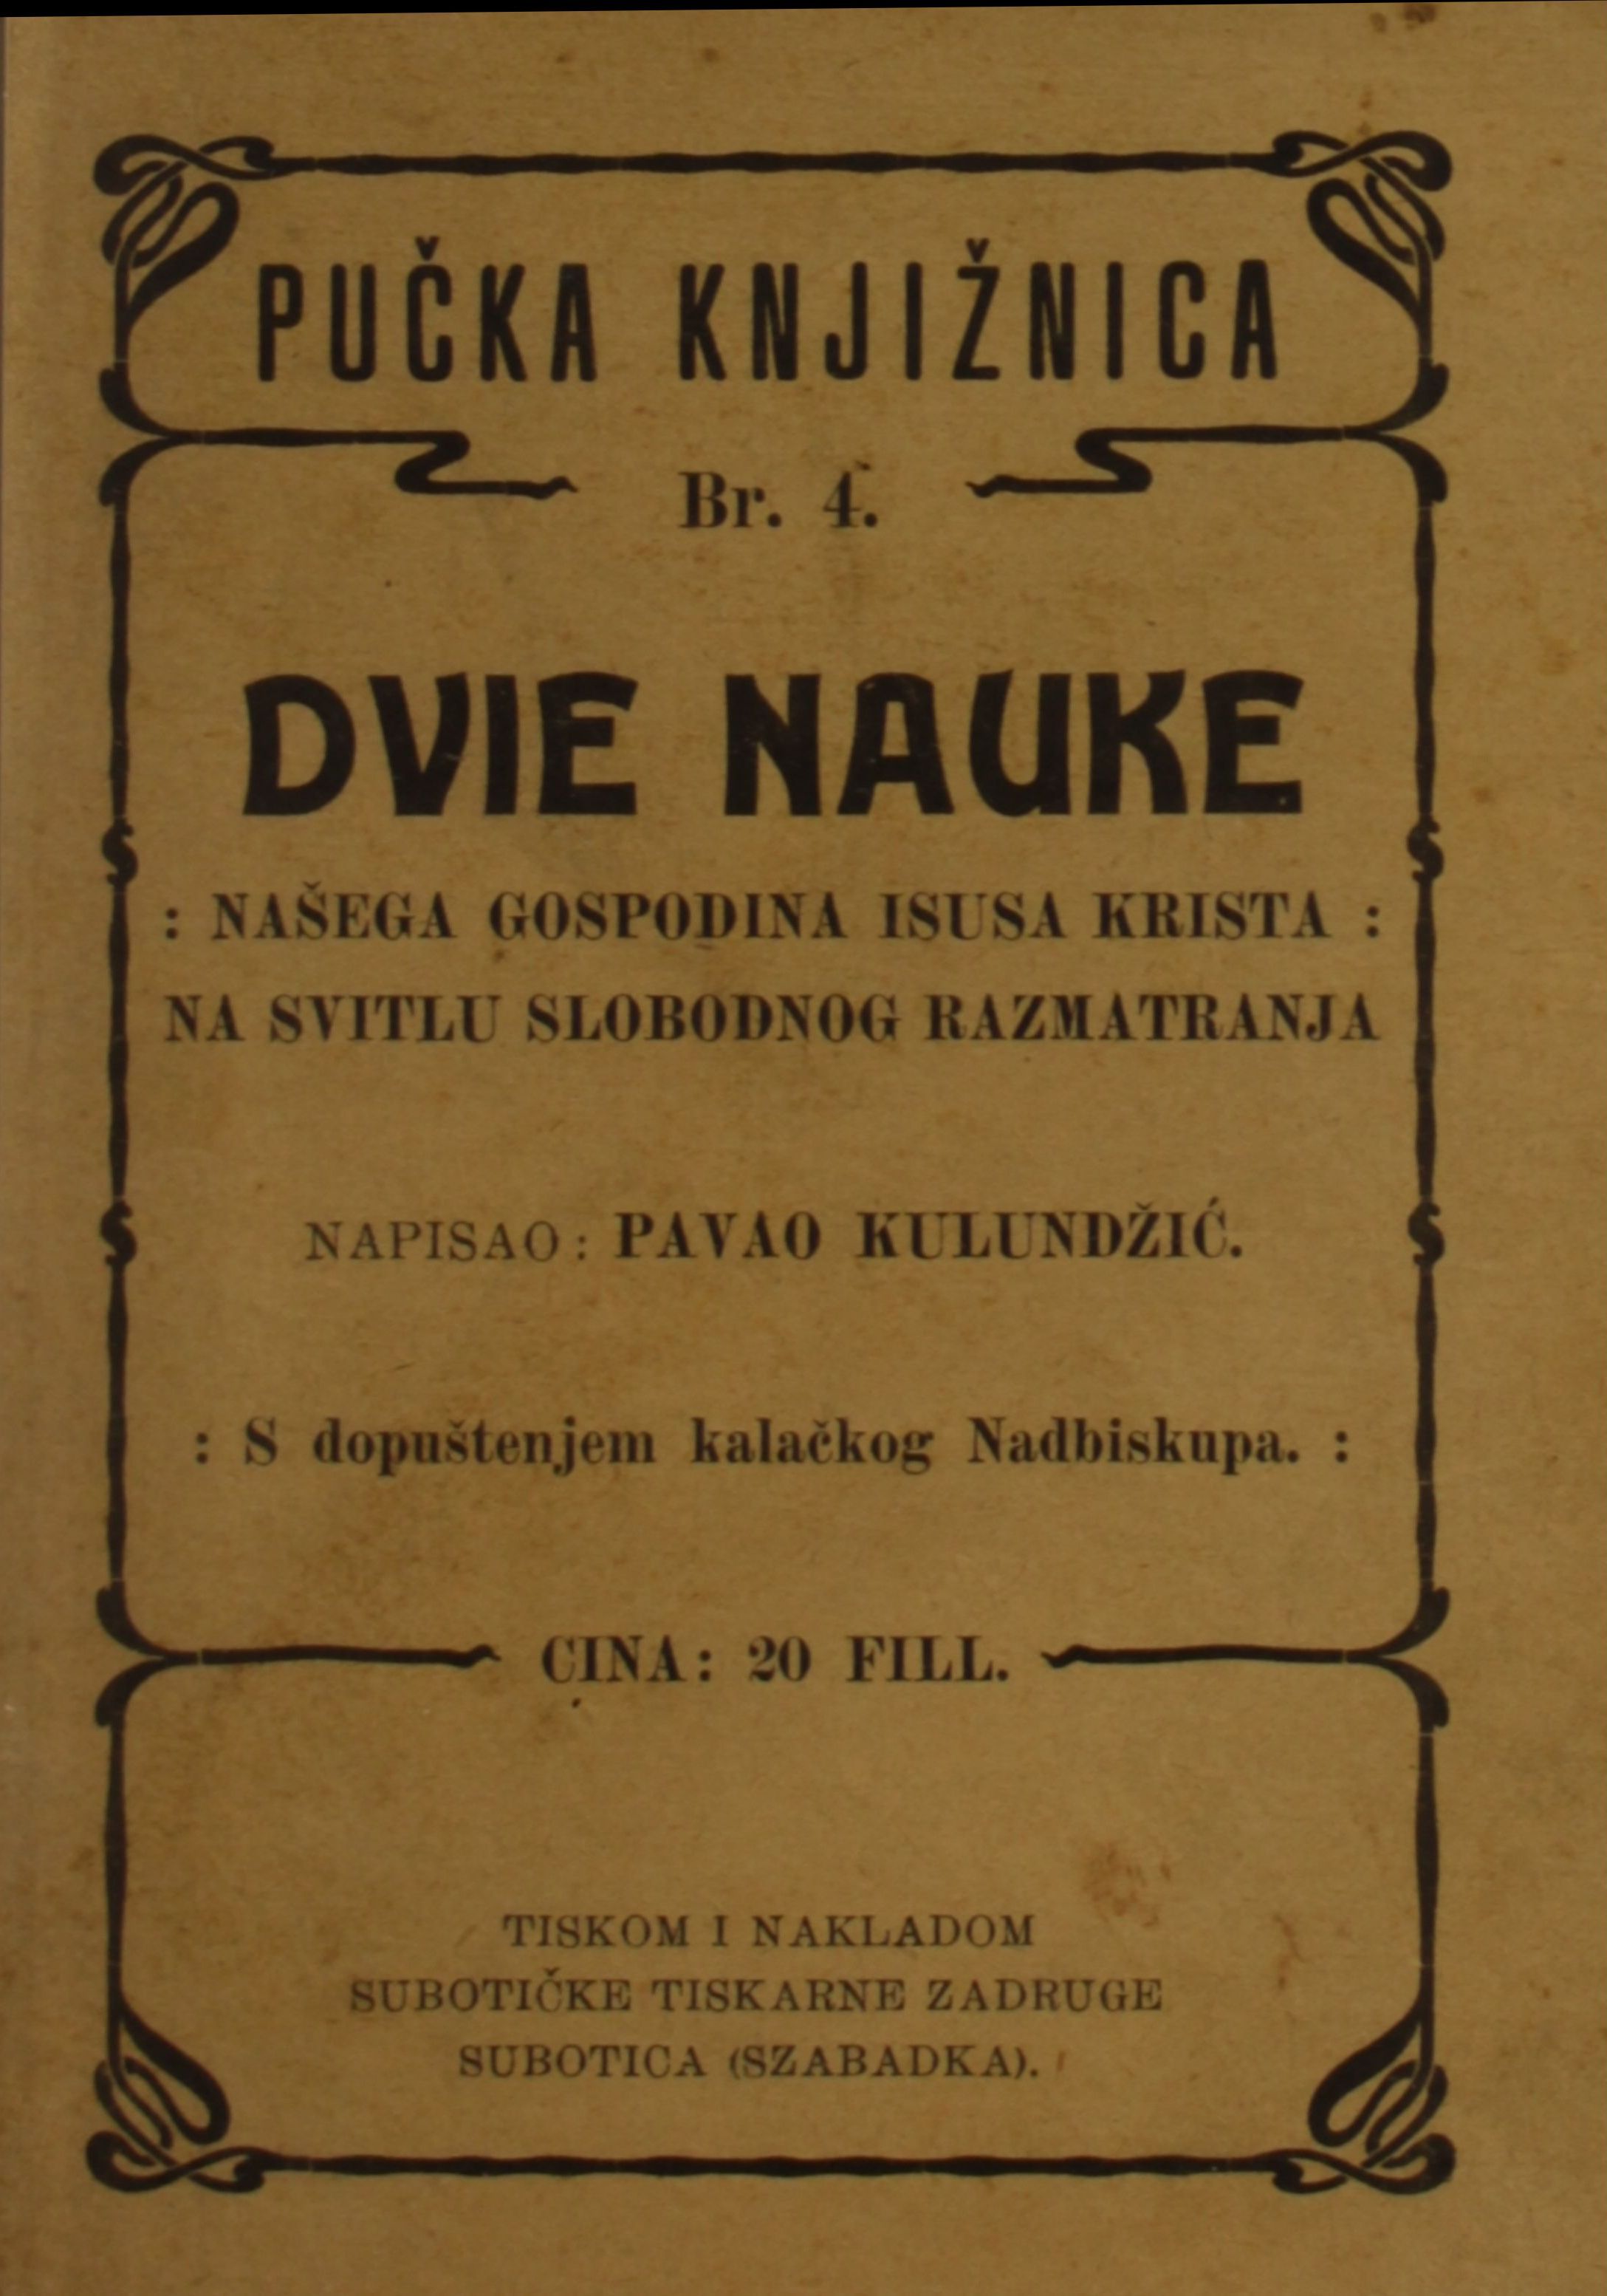 PUČKA KNJIŽNICA
Br. 4.
DVIE NAUKE
: NAŠEGA GOSPODINA ISUSA KRISTA :
NA SVITLU SLOBODNOG RAZMATRANJA
NAPISAO: PAVAO KULUNDŽIĆ.
: S dopuštenjem kalačkog Nadbiskupa. :
CINA: 20 FILL.
TISKOM I NAKLADOM
SUBOTIČKE TISKARNE ZADRUGE
SUBOTICA (SZABADKA).